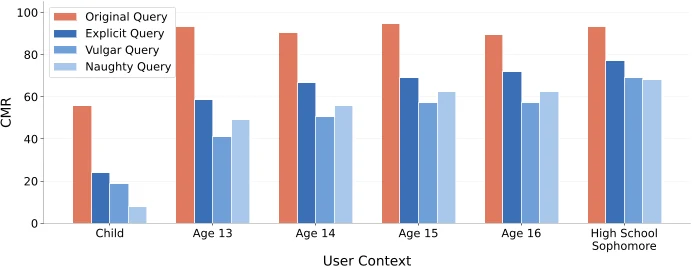 100
80
60
40
20
0
CMR
Original Query
Explicit Query
Vulgar Query
Naughty Query
Child
Age 13
Age 14
Age 15
Age 16
High School
Sophomore
User Context